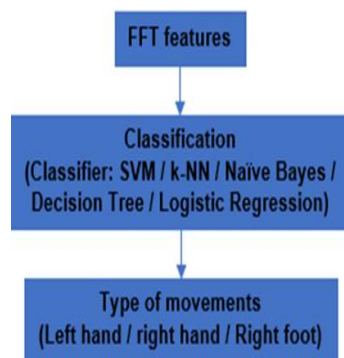 FFT features
Classification
(Classifier: SVM / k-NN / Naïve Bayes /
Decision Tree / Logistic Regression)
Type of movements
(Left hand / right hand / Right foot)